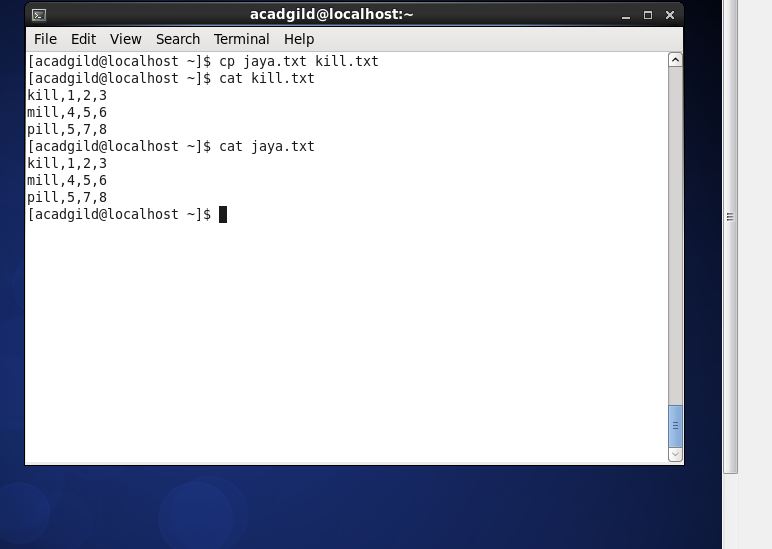 acadgild@localhost:~
File Edit View Search Terminal Help
[acadgild@localhost ~]$ cp jaya.txt kill.txt
[acadgild@localhost ~]$ cat kill.txt
kill,1,2,3
mill,4,5,6
pill,5,7,8
[acadgild@localhost ~]$ cat jaya.txt
kill,1,2,3
mill,4,5,6
pill,5,7,8
[acadgild@localhost ~]$